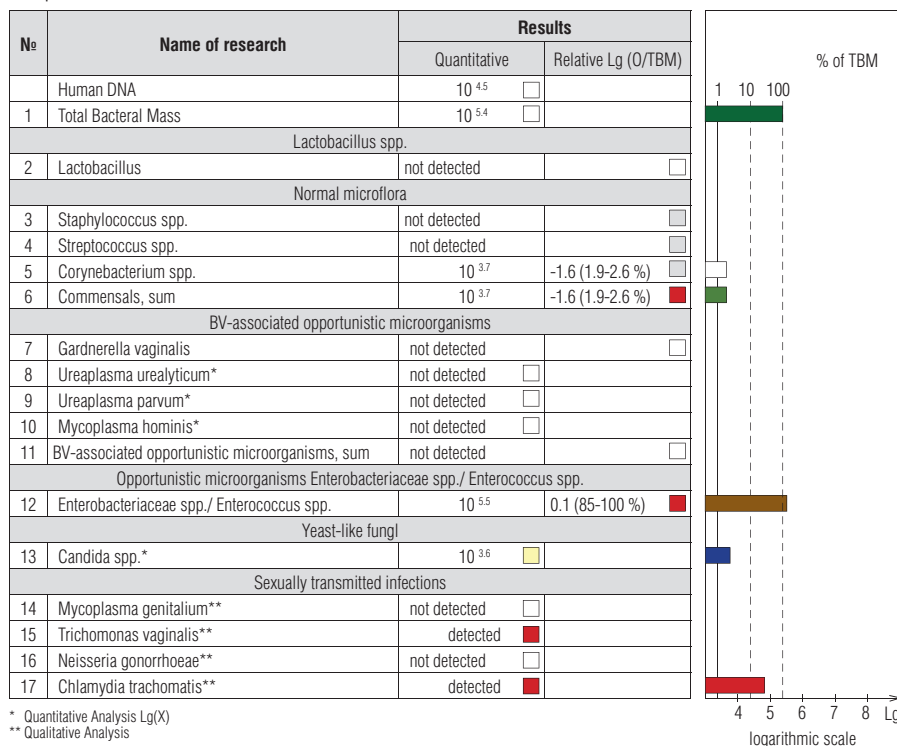 № Name of research Results
Quantitative Relative Lg (O/TBM) % of TBM
Human DNA 10 4.5 1 10 100
1 Total Bacteral Mass 10 5.4
Lactobacillus spp.
2 Lactobacillus not detected
Normal microflora
3 Staphylococcus spp. not detected
4 Streptococcus spp. not detected
5 Corynebacterium spp. 10 3.7 -1.6 (1.9-2.6 %)
6 Commensals, sum 10 3.7 -1.6 (1.9-2.6 %)
BV-associated opportunistic microorganisms
7 Gardnerella vaginalis not detected
8 Ureaplasma urealyticum* not detected
9 Ureaplasma parvum* not detected
10 Mycoplasma hominis* not detected
11 BV-associated opportunistic microorganisms, sum not detected
Opportunistic microorganisms Enterobacteriaceae spp./ Enterococcus spp.
12 Enterobacteriaceae spp./ Enterococcus spp. 10 5.5 0.1 (85-100 %)
Yeast-like fungl
13 Candida spp.* 10 3.6
Sexually transmitted infections
14 Mycoplasma genitalium** not detected
15 Trichomonas vaginalis** detected
16 Neisseria gonorrhoeae** not detected
17 Chlamydia trachomatis** detected
4 5 6 7 8 Lg
* Quantitative Analysis Lg(X)
** Qualitative Analysis
logarithmic scale